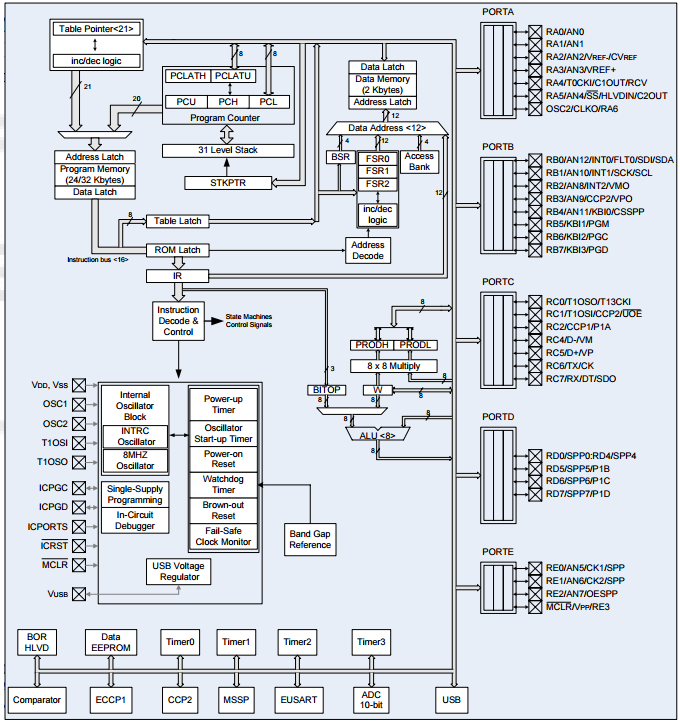 Table Pointer<21>
inc/dec logic
21
20
8
8
PCLATH
PCLATU
PCU
PCH
PCL
Program Counter
31 Level Stack
STKPTR
Address Latch
Program Memory
(24/32 Kbytes)
Data Latch
8
Table Latch
ROM Latch
Instruction bus <16>
IR
Data Latch
Data Memory
(2 Kbytes)
Address Latch
12
Data Address <12>
4
12
4
BSR
FSR0
FSR1
FSR2
inc/dec
logic
Access
Bank
12
Address
Decode
Instruction
Decode &
Control
State Machines
Control Signals
8
PRODH
PRODL
8 x 8 Multiply
3
8
BITOP
W
8
8
8
8
8
ALU <8>
8
VDD, VSS
OSC1
OSC2
T1OSI
T1OSO
ICPGC
ICPGD
ICPORTS
ICRST
MCLR
VUSB
Internal
Oscillator
Block
INTRC
Oscillator
8MHZ
Oscillator
Single-Supply
Programming
In-Circuit
Debugger
Power-up
Timer
Oscillator
Start-up Timer
Power-on
Reset
Watchdog
Timer
Brown-out
Reset
Fail-Safe
Clock Monitor
USB Voltage
Regulator
Band Gap
Reference
BOR
HLVD
Data
EEPROM
Timer0
Timer1
Timer2
Timer3
Comparator
ECCP1
CCP2
MSSP
EUSART
ADC
10-bit
USB
PORTA
RA0/AN0
RA1/AN1
RA2/AN2/VREF-/CVREF
RA3/AN3/VREF+
RA4/T0CKI/C1OUT/RCV
RA5/AN4/SS/HLVDIN/C2OUT
OSC2/CLKO/RA6
PORTB
RB0/AN12/INT0/FLT0/SDI/SDA
RB1/AN10/INT1/SCK/SCL
RB2/AN8/INT2/VMO
RB3/AN9/CCP2/VPO
RB4/AN11/KBI0/CSSPP
RB5/KBI1/PGM
RB6/KBI2/PGC
RB7/KBI3/PGD
PORTC
RC0/T1OSO/T13CKI
RC1/T1OSI/CCP2/UOE
RC2/CCP1/P1A
RC4/D-/VM
RC5/D+/VP
RC6/TX/CK
RC7/RX/DT/SDO
PORTD
RD0/SPP0:RD4/SPP4
RD5/SPP5/P1B
RD6/SPP6/P1C
RD7/SPP7/P1D
PORTE
RE0/AN5/CK1/SPP
RE1/AN6/CK2/SPP
RE2/AN7/OESPP
MCLR/VPP/RE3